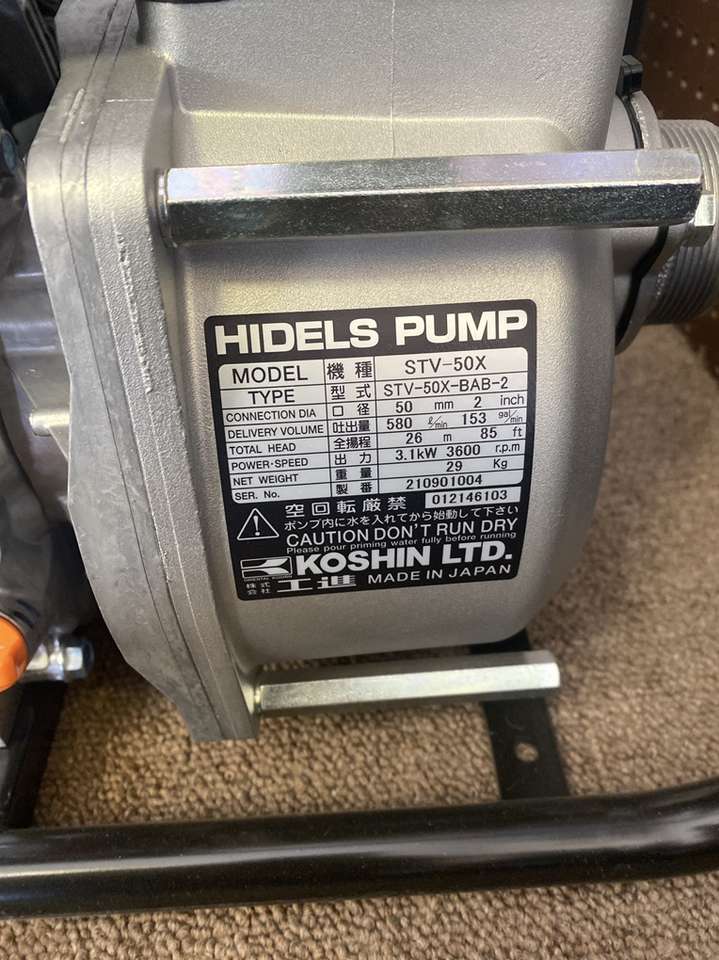 HIDELS PUMP
MODEL 機種 STV-50X
TYPE 型式 STV-50X-BAB-2
CONNECTION DIA 口径 50 mm 2 inch
DELIVERY VOLUME 吐出量 580 ℓ/min 153 gal/min
TOTAL HEAD 全揚程 26 m 85 ft
POWER-SPEED 出力 3.1kW 3600 r.p.m
NET WEIGHT 重量 29 Kg
SER. No. 製番 210901004
012146103
空回転厳禁
ポンプ内に水を入れてから始動して下さい
CAUTION DON'T RUN DRY
Please pour priming water fully before running
KOSHIN LTD.
ORIENTAL KOSHIN
株式会社 工進 MADE IN JAPAN